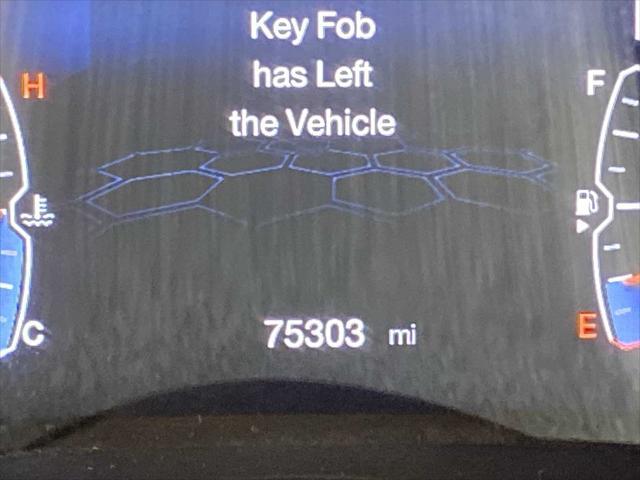 Key Fob
has Left
the Vehicle
H
F
C
75303 mi
E